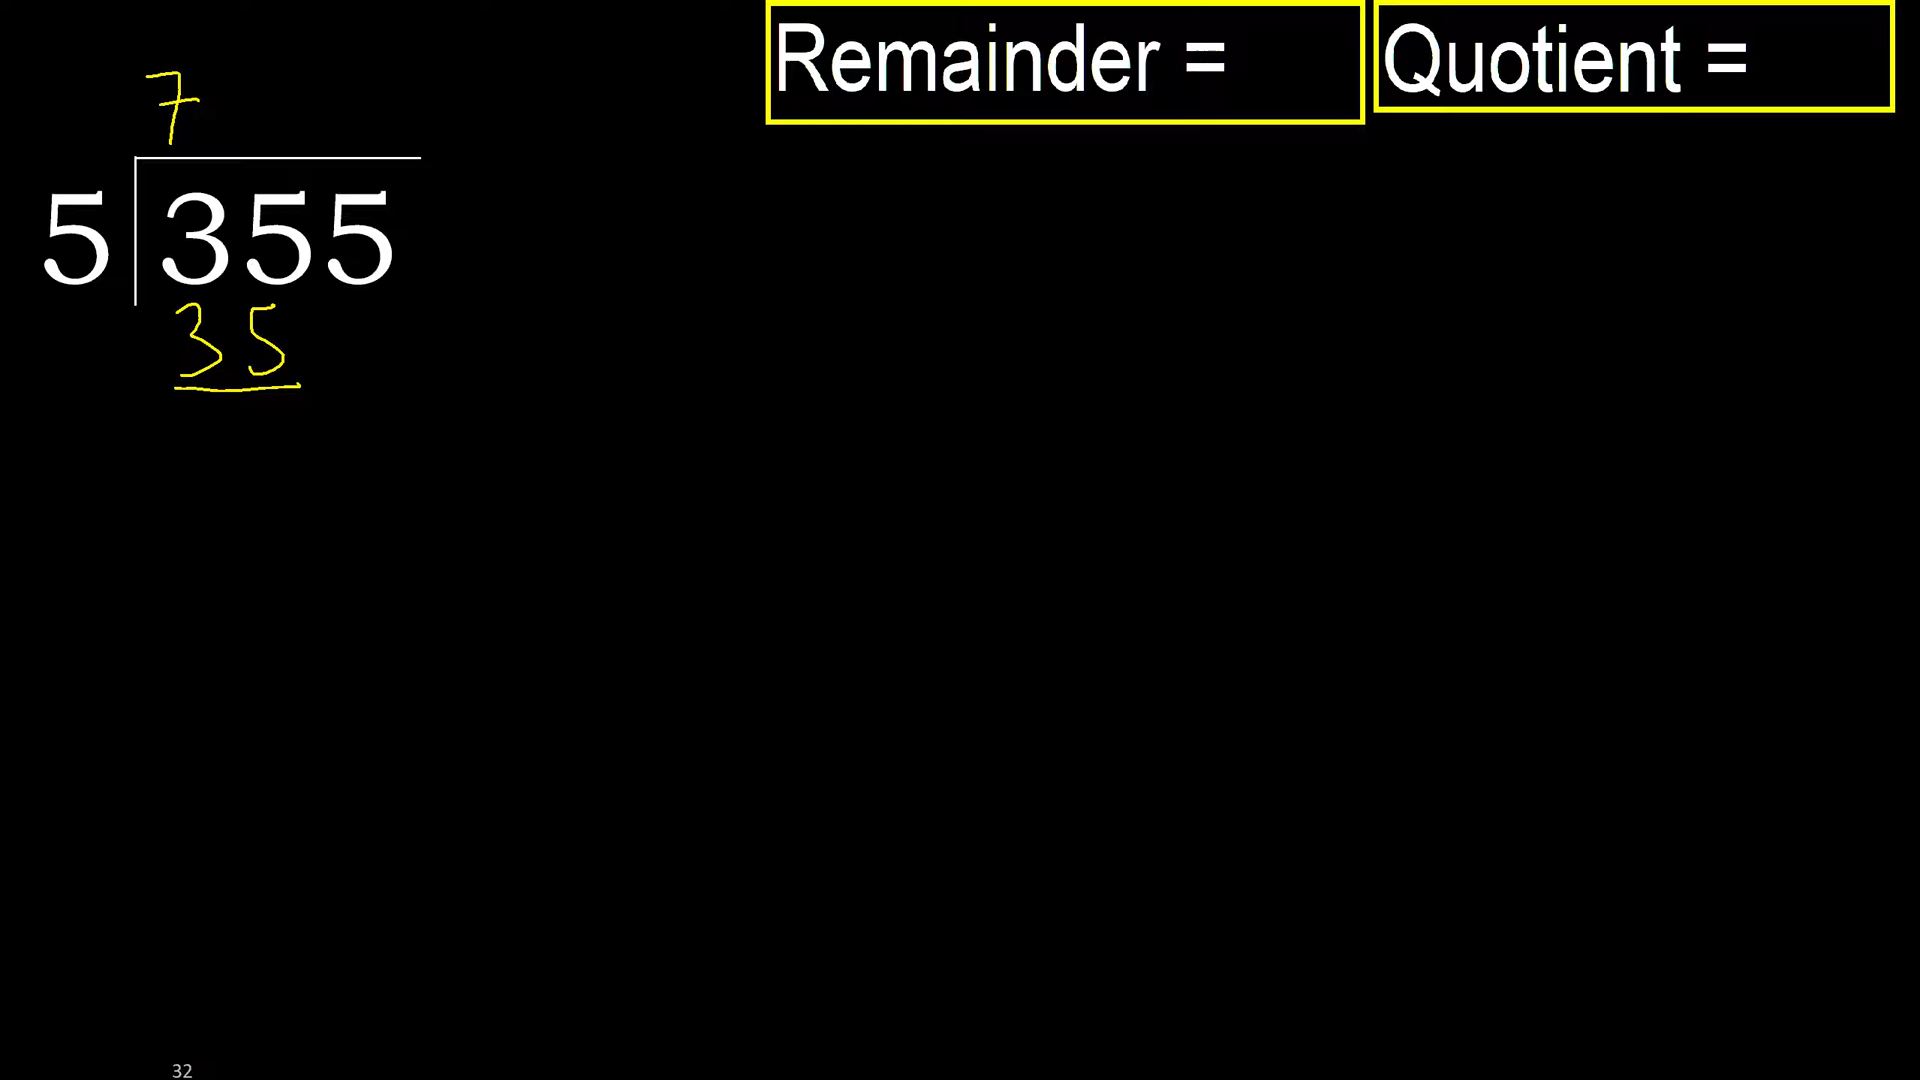 Remainder = Quotient =
7
5 355
35
32